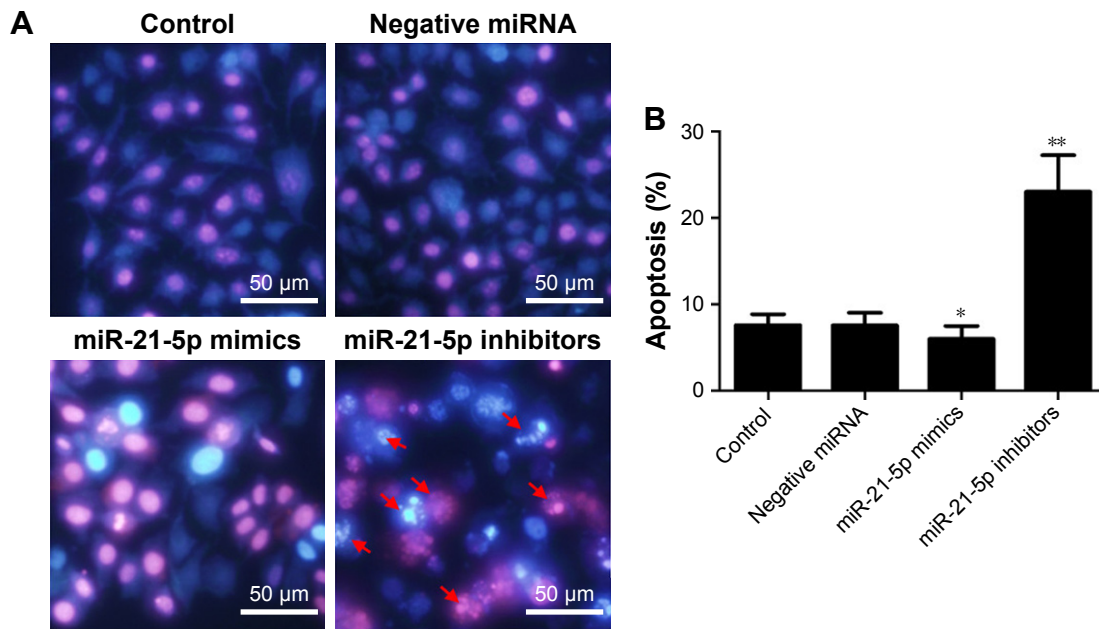 A
Control
Negative miRNA
50 µm
50 µm
miR-21-5p mimics
miR-21-5p inhibitors
50 µm
50 µm
B
Apoptosis (%)
30
20
10
0
*
**
Control
Negative miRNA
miR-21-5p mimics
miR-21-5p inhibitors